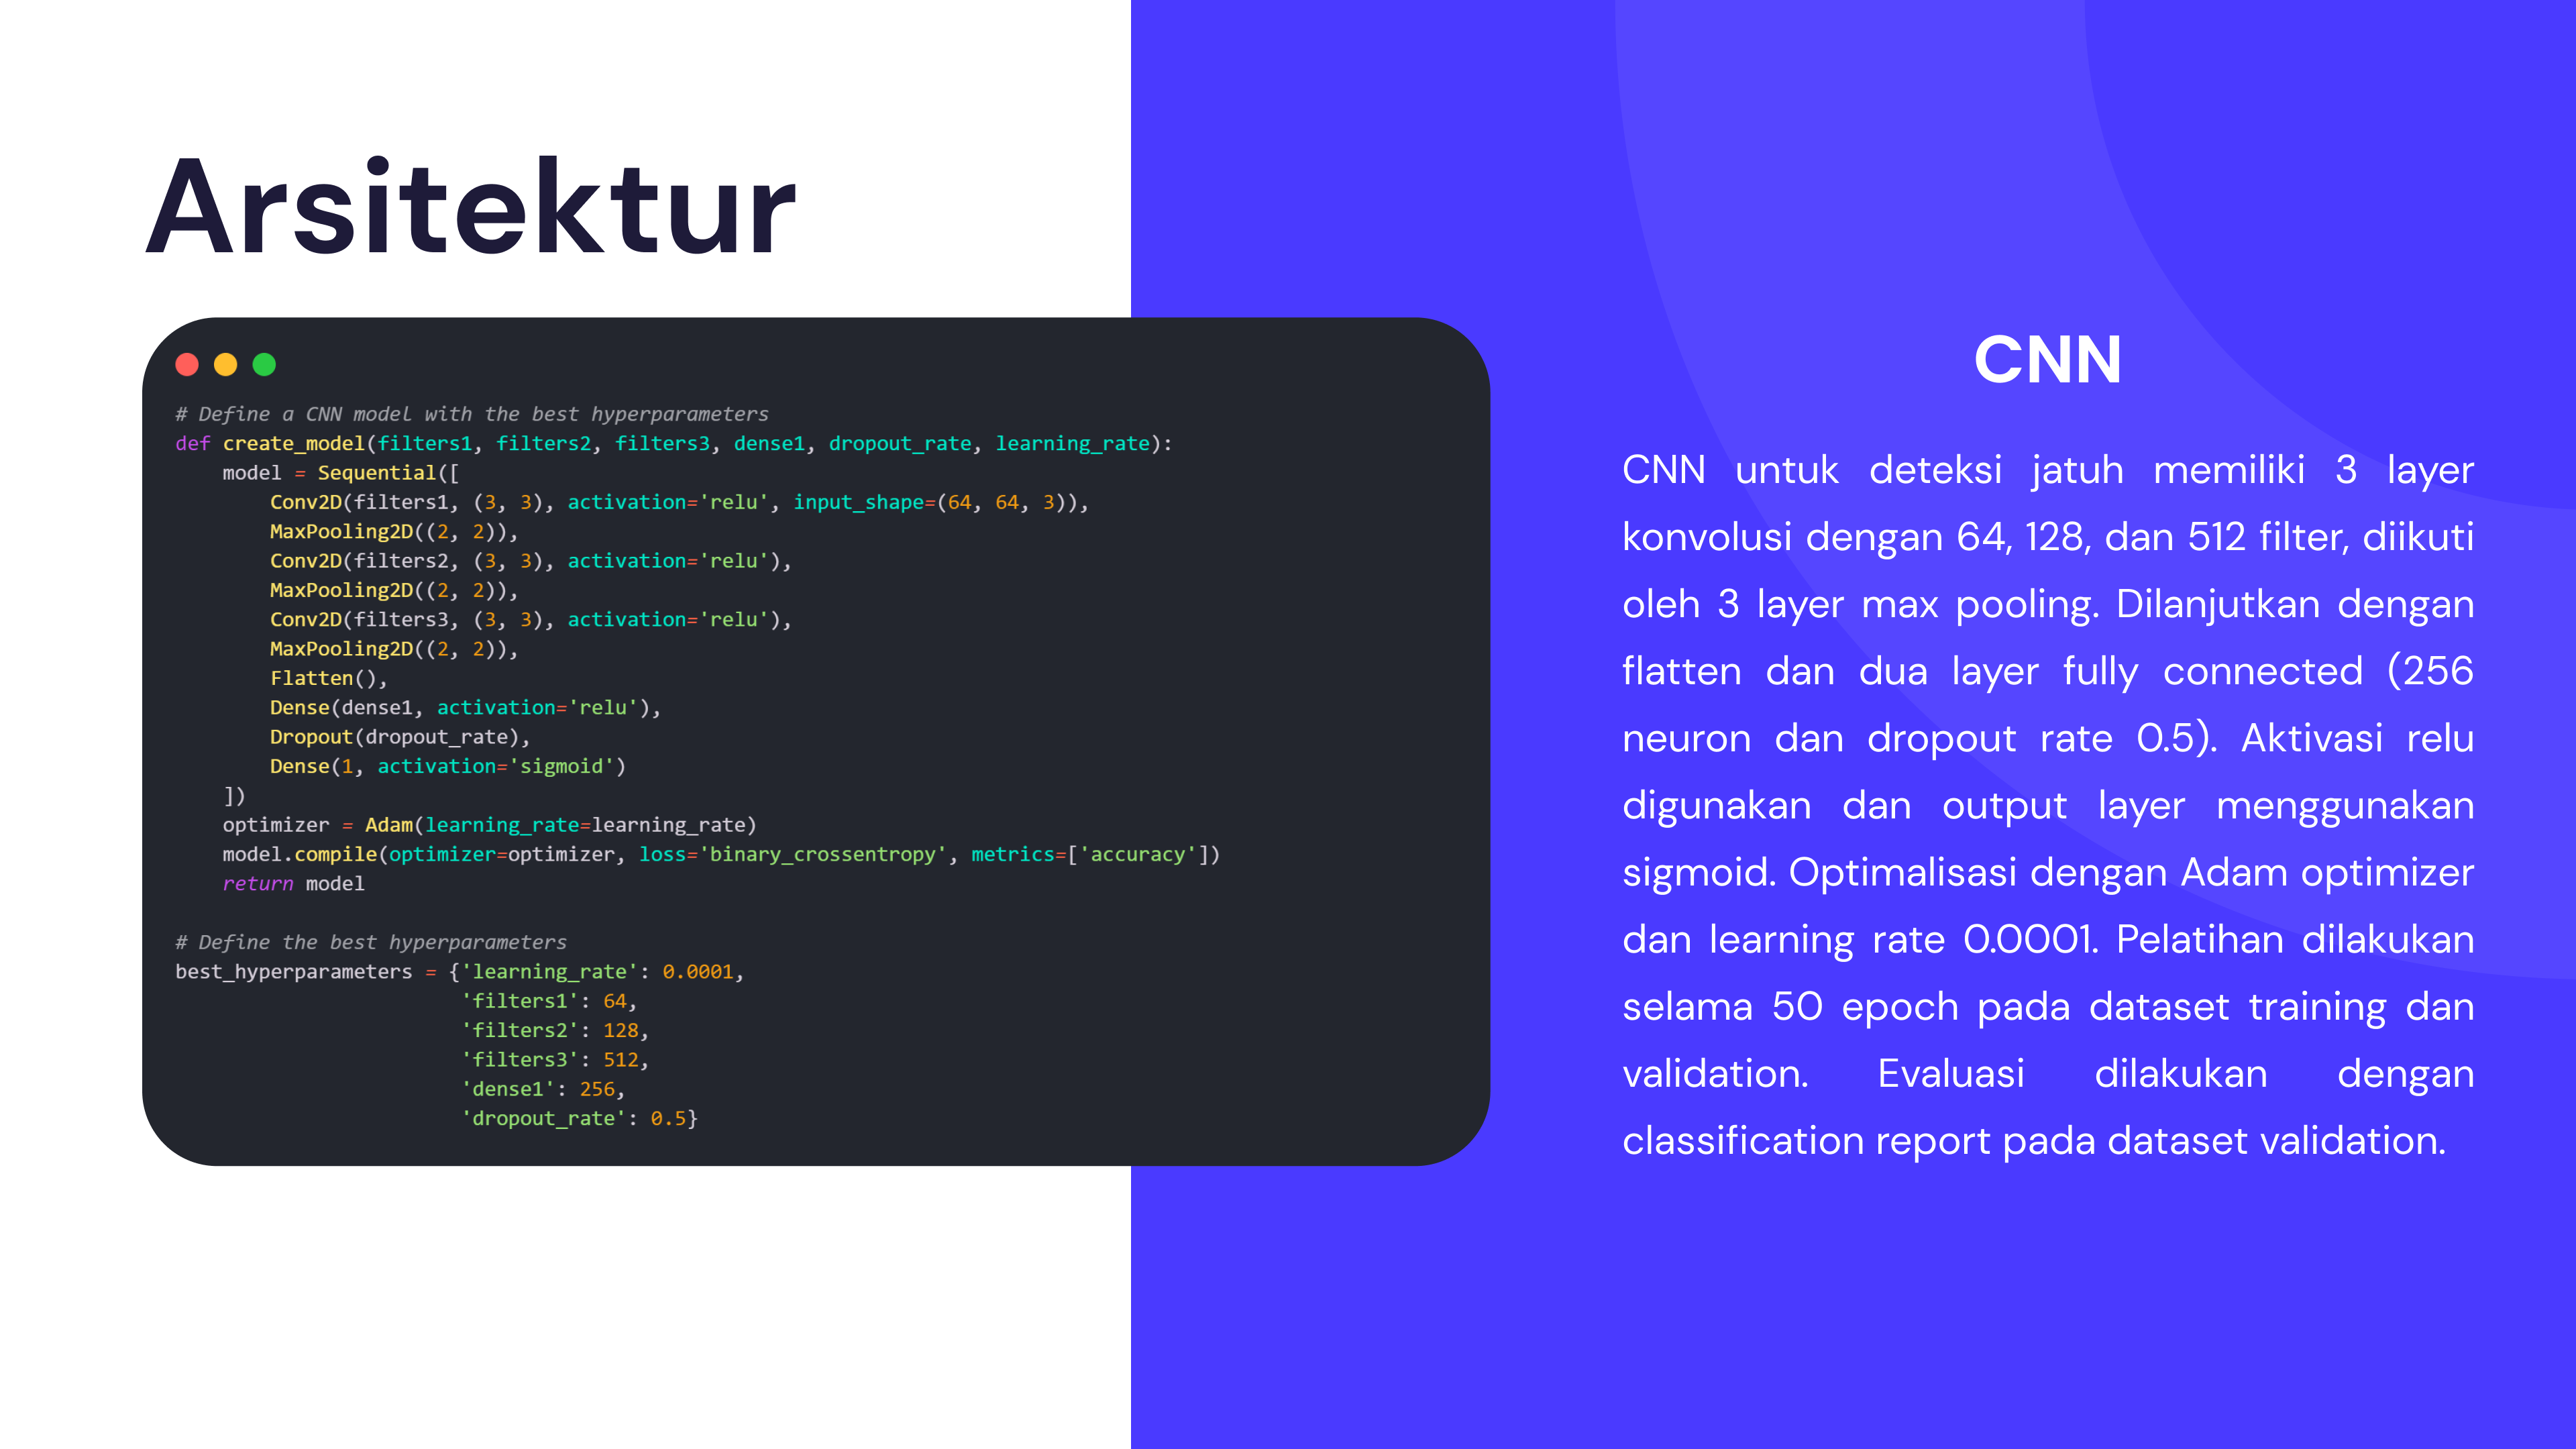 Arsitektur
# Define a CNN model with the best hyperparameters
def create_model(filters1, filters2, filters3, dense1, dropout_rate, learning_rate):
    model = Sequential([
        Conv2D(filters1, (3, 3), activation='relu', input_shape=(64, 64, 3)),
        MaxPooling2D((2, 2)),
        Conv2D(filters2, (3, 3), activation='relu'),
        MaxPooling2D((2, 2)),
        Conv2D(filters3, (3, 3), activation='relu'),
        MaxPooling2D((2, 2)),
        Flatten(),
        Dense(dense1, activation='relu'),
        Dropout(dropout_rate),
        Dense(1, activation='sigmoid')
    ])
    optimizer = Adam(learning_rate=learning_rate)
    model.compile(optimizer=optimizer, loss='binary_crossentropy', metrics=['accuracy'])
    return model
# Define the best hyperparameters
best_hyperparameters = {'learning_rate': 0.0001,
                        'filters1': 64,
                        'filters2': 128,
                        'filters3': 512,
                        'dense1': 256,
                        'dropout_rate': 0.5}
CNN
CNN untuk deteksi jatuh memiliki 3 layer
konvolusi dengan 64, 128, dan 512 filter, diikuti
oleh 3 layer max pooling. Dilanjutkan dengan
flatten dan dua layer fully connected (256
neuron dan dropout rate 0.5). Aktivasi relu
digunakan dan output layer menggunakan
sigmoid. Optimalisasi dengan Adam optimizer
dan learning rate 0.0001. Pelatihan dilakukan
selama 50 epoch pada dataset training dan
validation. Evaluasi dilakukan dengan
classification report pada dataset validation.